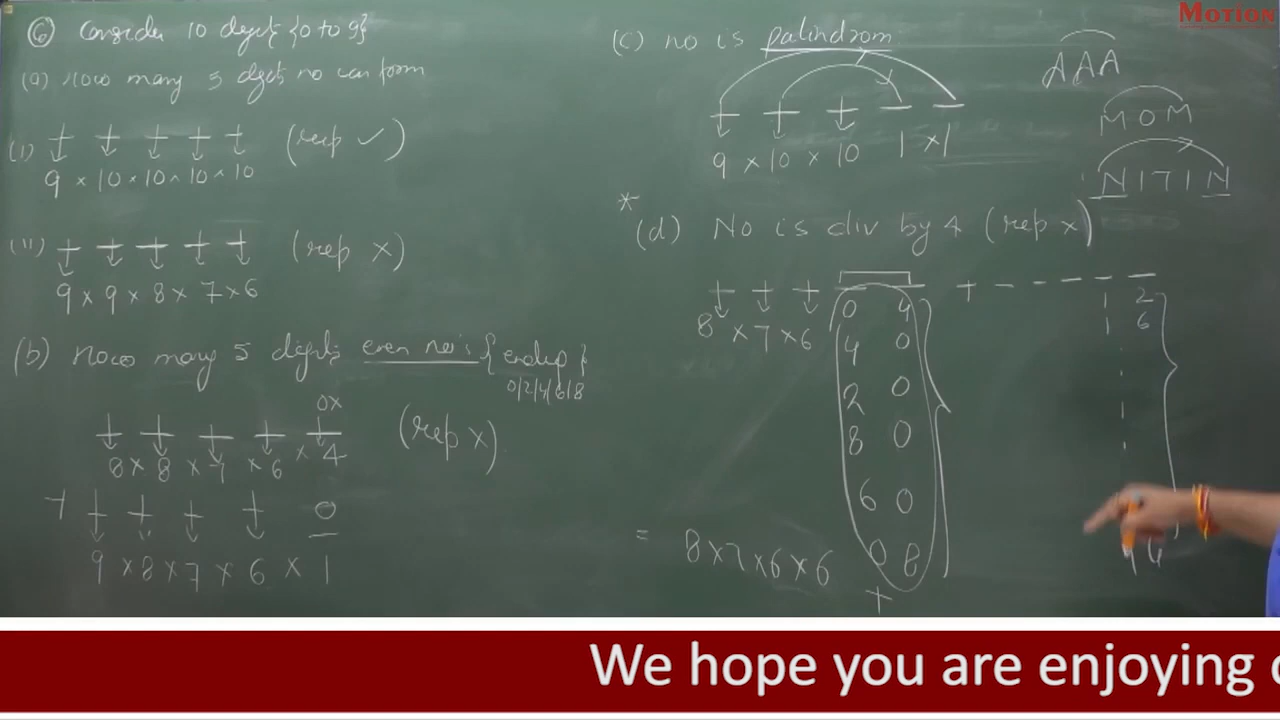 MOTION
⑥ Consider 10 digits {0 to 9}
(a) How many 5 digits no can form
(I) (rep ✓)
9 × 10 × 10 × 10 × 10
(II) (rep x)
9 × 9 × 8 × 7 × 6
(b) How many 5 digits even no's { endup }
0/2/4/6/8
0x
(rep x)
8 × 8 × 7 × 6 × 4
+ 0
9 × 8 × 7 × 6 × 1
(c) no is palindrom
AAA
MOM
NITIN
9 × 10 × 10 1 × 1
*
(d) No is div by 4 (rep x)
8 × 7 × 6
0 4
4 0
2 0
8 0
6 0
0 8
+
1 2
1 6
= 8×7×6×6
We hope you are enjoying